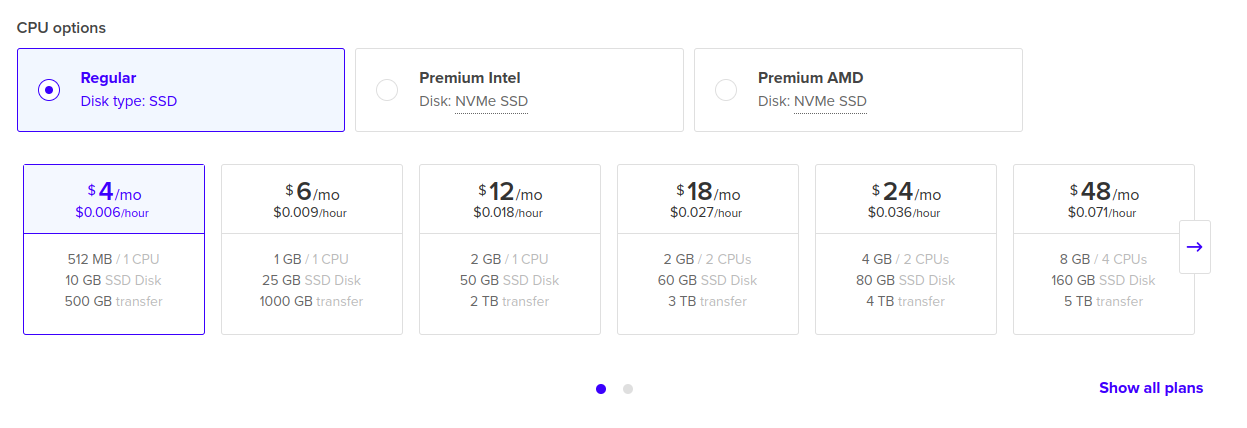 CPU options
Regular
Disk type: SSD
Premium Intel
Disk: NVMe SSD
Premium AMD
Disk: NVMe SSD
$4/mo
$0.006/hour
512 MB / 1 CPU
10 GB SSD Disk
500 GB transfer
$6/mo
$0.009/hour
1 GB / 1 CPU
25 GB SSD Disk
1000 GB transfer
$12/mo
$0.018/hour
2 GB / 1 CPU
50 GB SSD Disk
2 TB transfer
$18/mo
$0.027/hour
2 GB / 2 CPUs
60 GB SSD Disk
3 TB transfer
$24/mo
$0.036/hour
4 GB / 2 CPUs
80 GB SSD Disk
4 TB transfer
$48/mo
$0.071/hour
8 GB / 4 CPUs
160 GB SSD Disk
5 TB transfer
Show all plans